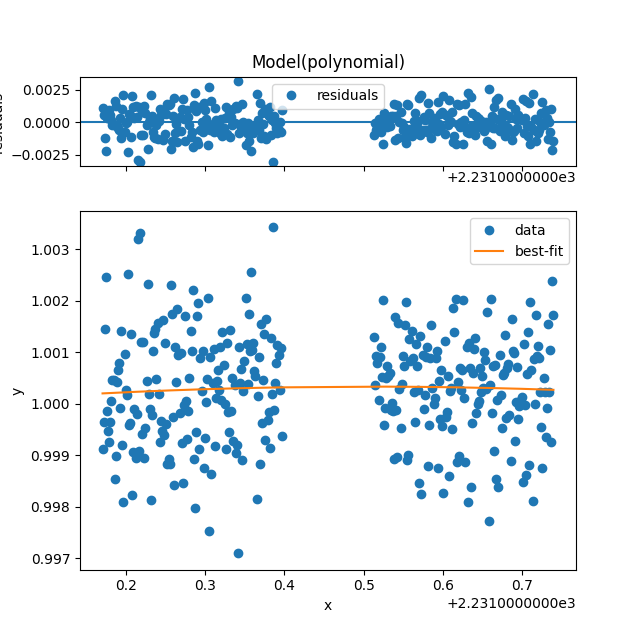 Model(polynomial)
residuals
0.0025
0.0000
−0.0025
residuals
+2.2310000000e3
data
best-fit
1.003
1.002
1.001
1.000
0.999
0.998
0.997
y
0.2 0.3 0.4 0.5 0.6 0.7
x
+2.2310000000e3